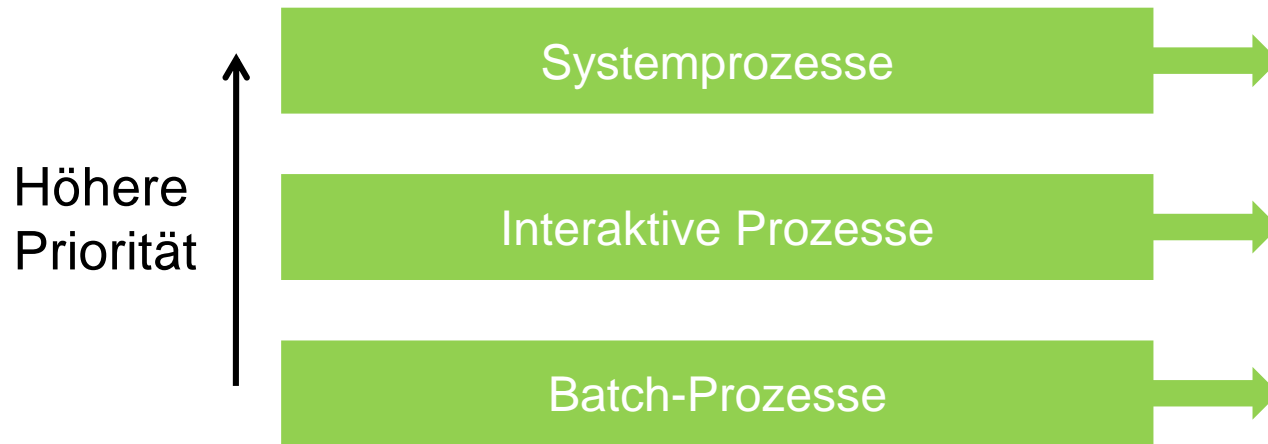 Systemprozesse
Höhere
Priorität
Interaktive Prozesse
Batch-Prozesse